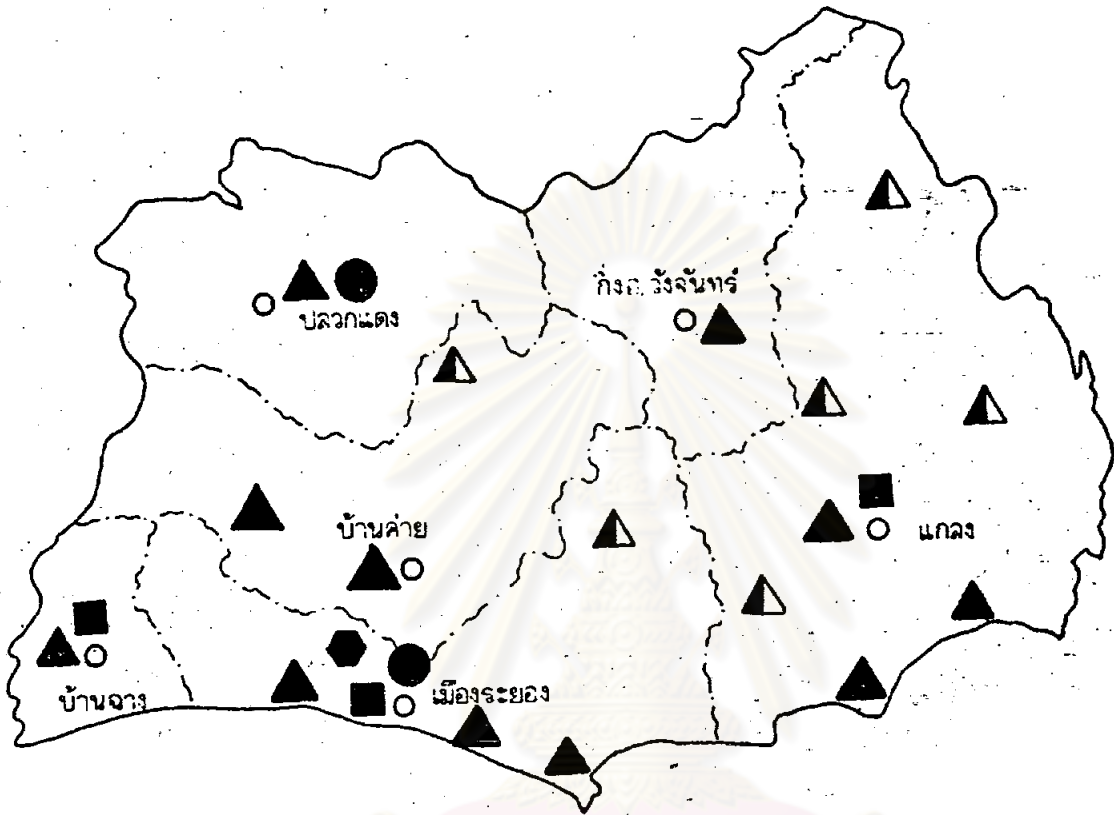 กิ่งอ. วังจันทร์
ปลวกแดง
บ้านค่าย
แกลง
บ้านฉาง
เมืองระยอง